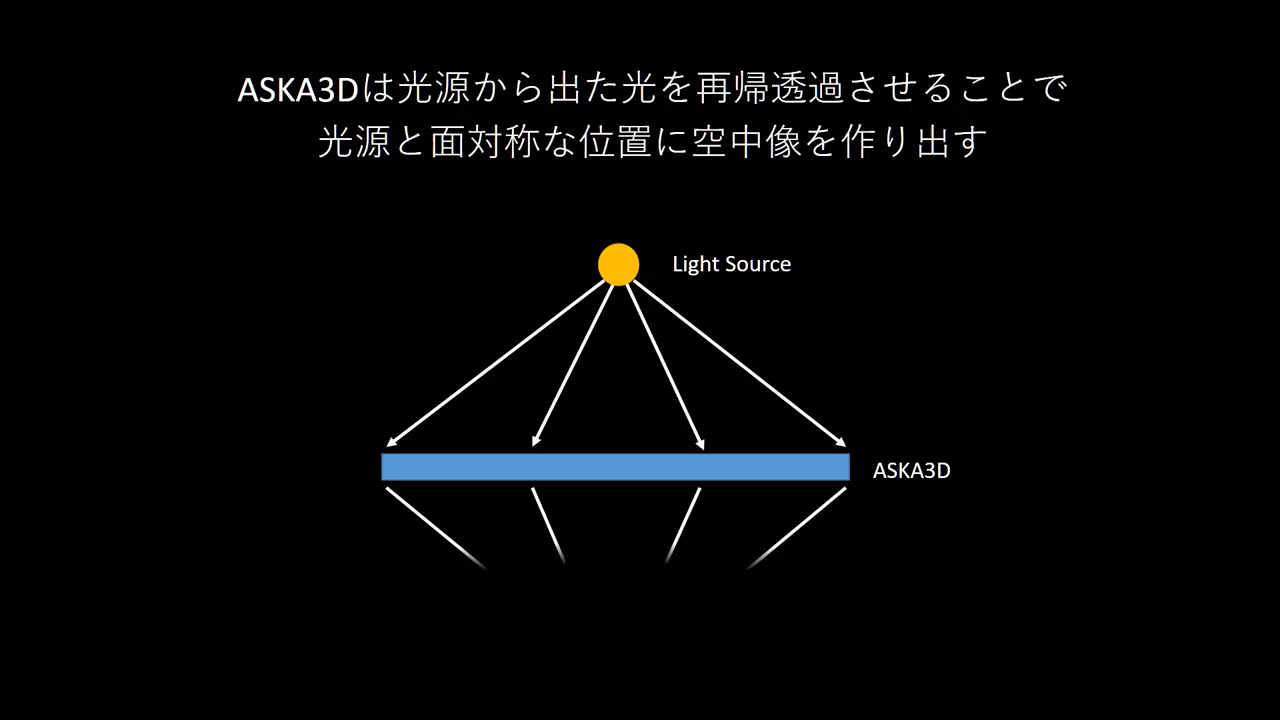 ASKA3Dは光源から出た光を再帰透過させることで
光源と面対称な位置に空中像を作り出す
Light Source
ASKA3D